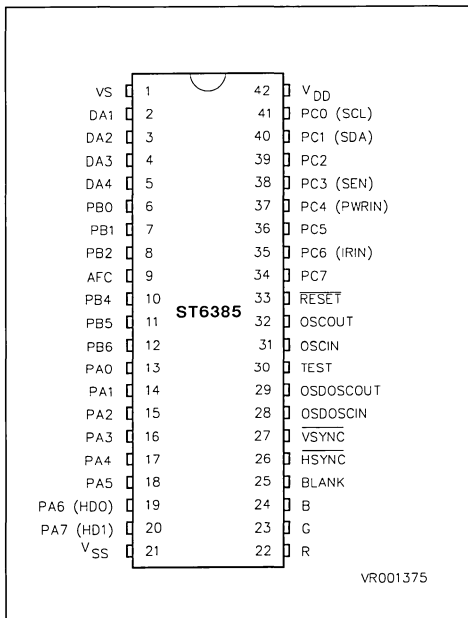 VS 1 42 VDD
DA1 2 41 PC0 (SCL)
DA2 3 40 PC1 (SDA)
DA3 4 39 PC2
DA4 5 38 PC3 (SEN)
PB0 6 37 PC4 (PWRIN)
PB1 7 36 PC5
PB2 8 35 PC6 (IRIN)
AFC 9 34 PC7
PB4 10 33 RESET
ST6385
PB5 11 32 OSCOUT
PB6 12 31 OSCIN
PA0 13 30 TEST
PA1 14 29 OSDOSCOUT
PA2 15 28 OSDOSCIN
PA3 16 27 VSYNC
PA4 17 26 HSYNC
PA5 18 25 BLANK
PA6 (HD0) 19 24 B
PA7 (HD1) 20 23 G
VSS 21 22 R
VR001375